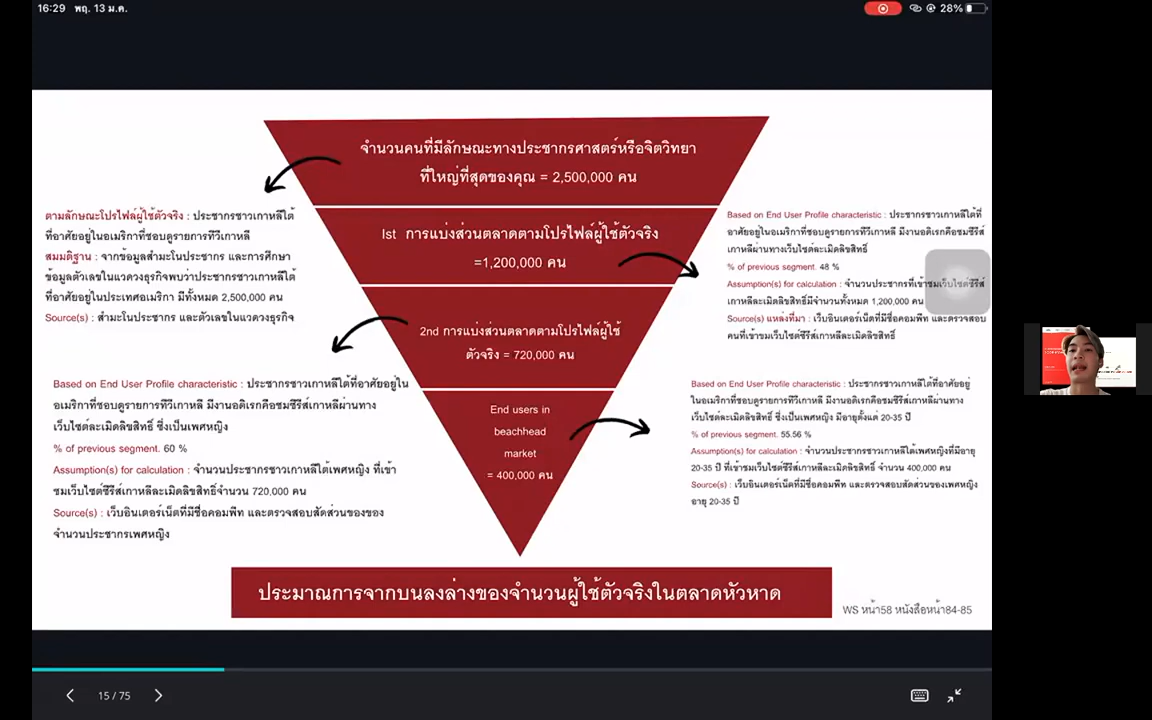 16:29 พฤ. 13 ม.ค.
28%
จำนวนคนที่มีลักษณะทางประชากรศาสตร์หรือจิตวิทยา
ที่ใหญ่ที่สุดของคุณ = 2,500,000 คน
Ist การแบ่งส่วนตลาดตามโปรไฟล์ผู้ใช้ตัวจริง
=1,200,000 คน
2nd การแบ่งส่วนตลาดตามโปรไฟล์ผู้ใช้
ตัวจริง = 720,000 คน
End users in
beachhead
market
= 400,000 คน
ตามลักษณะโปรไฟล์ผู้ใช้ตัวจริง : ประชากรชาวเกาหลีใต้
ที่อาศัยอยู่ในอเมริกาที่ชอบดูรายการทีวีเกาหลี
สมมติฐาน : จากข้อมูลสำมะโนประชากร และการศึกษา
ข้อมูลตัวเลขในแวดวงธุรกิจพบว่าประชากรชาวเกาหลีใต้
ที่อาศัยอยู่ในประเทศอเมริกา มีทั้งหมด 2,500,000 คน
Source(s) : สำมะโนประชากร และตัวเลขในแวดวงธุรกิจ
Based on End User Profile characteristic : ประชากรชาวเกาหลีใต้ที่
อาศัยอยู่ในอเมริกาที่ชอบดูรายการทีวีเกาหลี มีงานอดิเรกคือชมซีรีส์
เกาหลีผ่านทางเว็บไซต์ละเมิดลิขสิทธิ์
% of previous segment. 48 %
Assumption(s) for calculation : จำนวนประชากรที่เข้าชมเว็บไซต์ซีรีส์
เกาหลีละเมิดลิขสิทธิ์มีจำนวนทั้งหมด 1,200,000 คน
Source(s) แหล่งที่มา : เว็บอินเตอร์เน็ตที่มีชื่อคอมพีท และตรวจสอบ
คนที่เข้าชมเว็บไซต์ซีรีส์เกาหลีละเมิดลิขสิทธิ์
Based on End User Profile characteristic : ประชากรชาวเกาหลีใต้ที่อาศัยอยู่ใน
อเมริกาที่ชอบดูรายการทีวีเกาหลี มีงานอดิเรกคือชมซีรีส์เกาหลีผ่านทาง
เว็บไซต์ละเมิดลิขสิทธิ์ ซึ่งเป็นเพศหญิง
% of previous segment. 60 %
Assumption(s) for calculation : จำนวนประชากรชาวเกาหลีใต้เพศหญิง ที่เข้า
ชมเว็บไซต์ซีรีส์เกาหลีละเมิดลิขสิทธิ์จำนวน 720,000 คน
Source(s) : เว็บอินเตอร์เน็ตที่มีชื่อคอมพีท และตรวจสอบสัดส่วนของของ
จำนวนประชากรเพศหญิง
Based on End User Profile characteristic : ประชากรชาวเกาหลีใต้ที่อาศัยอยู่
ในอเมริกาที่ชอบดูรายการทีวีเกาหลี มีงานอดิเรกคือชมซีรีส์เกาหลีผ่านทาง
เว็บไซต์ละเมิดลิขสิทธิ์ ซึ่งเป็นเพศหญิง มีอายุตั้งแต่ 20-35 ปี
% of previous segment. 55.56 %
Assumption(s) for calculation : จำนวนประชากรชาวเกาหลีใต้เพศหญิงที่มีอายุ
20-35 ปี ที่เข้าชมเว็บไซต์ซีรีส์เกาหลีละเมิดลิขสิทธิ์ จำนวน 400,000 คน
Source(s) : เว็บอินเตอร์เน็ตที่มีชื่อคอมพีท และตรวจสอบสัดส่วนของเพศหญิง
อายุ 20-35 ปี
ประมาณการจากบนลงล่างของจำนวนผู้ใช้ตัวจริงในตลาดหัวหาด
WS หน้า58 หนังสือหน้า84-85
15 / 75